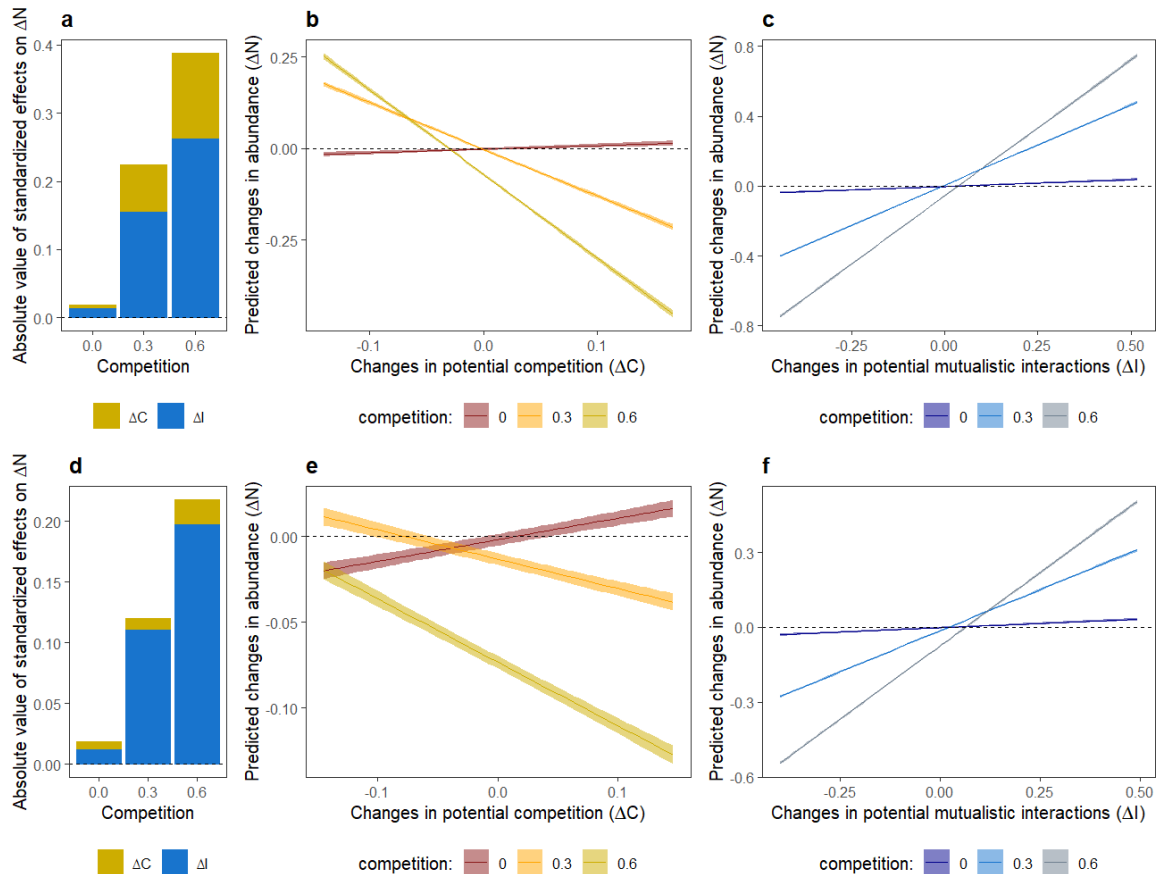 a
Absolute value of standardized effects on ΔN
0.4
0.3
0.2
0.1
0.0
0.0 0.3 0.6
Competition
ΔC ΔI
b
Predicted changes in abundance (ΔN)
0.25
0.00
-0.25
-0.1 0.0 0.1
Changes in potential competition (ΔC)
competition: 0 0.3 0.6
c
Predicted changes in abundance (ΔN)
0.8
0.4
0.0
-0.4
-0.8
-0.25 0.00 0.25 0.50
Changes in potential mutualistic interactions (ΔI)
competition: 0 0.3 0.6
d
Absolute value of standardized effects on ΔN
0.20
0.15
0.10
0.05
0.00
0.0 0.3 0.6
Competition
ΔC ΔI
e
Predicted changes in abundance (ΔN)
0.00
-0.05
-0.10
-0.1 0.0 0.1
Changes in potential competition (ΔC)
competition: 0 0.3 0.6
f
Predicted changes in abundance (ΔN)
0.3
0.0
-0.3
-0.6
-0.25 0.00 0.25 0.50
Changes in potential mutualistic interactions (ΔI)
competition: 0 0.3 0.6